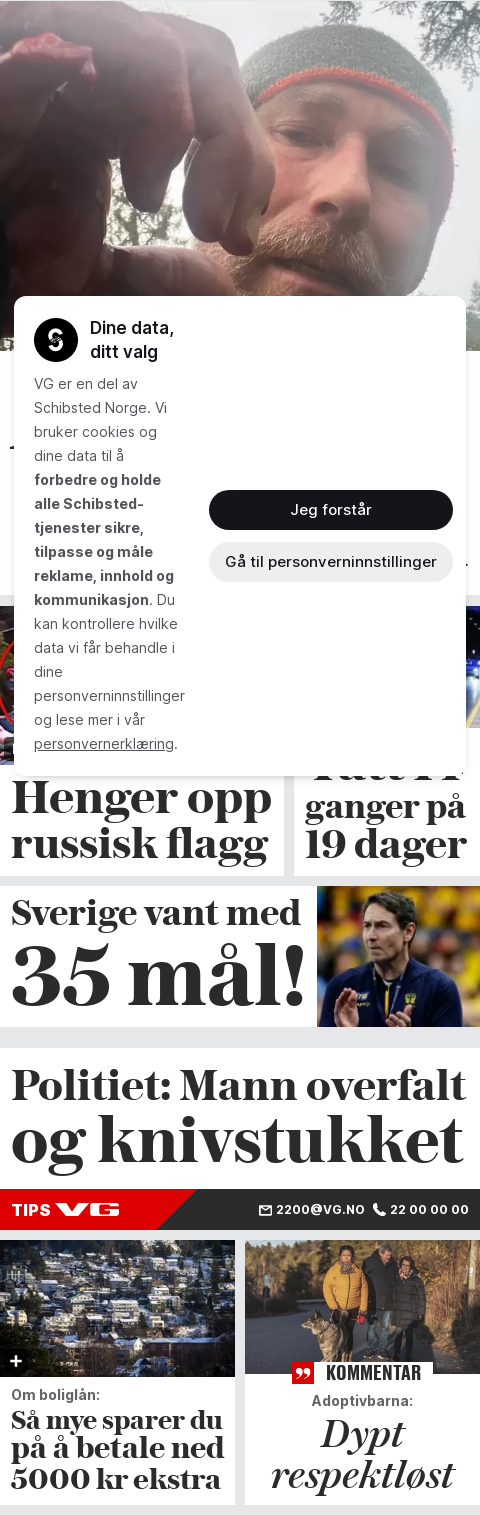 Dine data,
ditt valg
VG er en del av
Schibsted Norge. Vi
bruker cookies og
dine data til å
forbedre og holde
alle Schibsted-
tjenester sikre,
tilpasse og måle
reklame, innhold og
kommunikasjon. Du
kan kontrollere hvilke
data vi får behandle i
dine
personverninnstillinger
og lese mer i vår
personvernerklæring.
Jeg forstår
Gå til personverninnstillinger
Henger opp
russisk flagg
ganger på
19 dager
Sverige vant med
35 mål!
Politiet: Mann overfalt
og knivstukket
TIPS VG
2200@VG.NO 22 00 00 00
Om boliglån:
Så mye sparer du
på å betale ned
5000 kr ekstra
KOMMENTAR
Adoptivbarna:
Dypt
respektløst